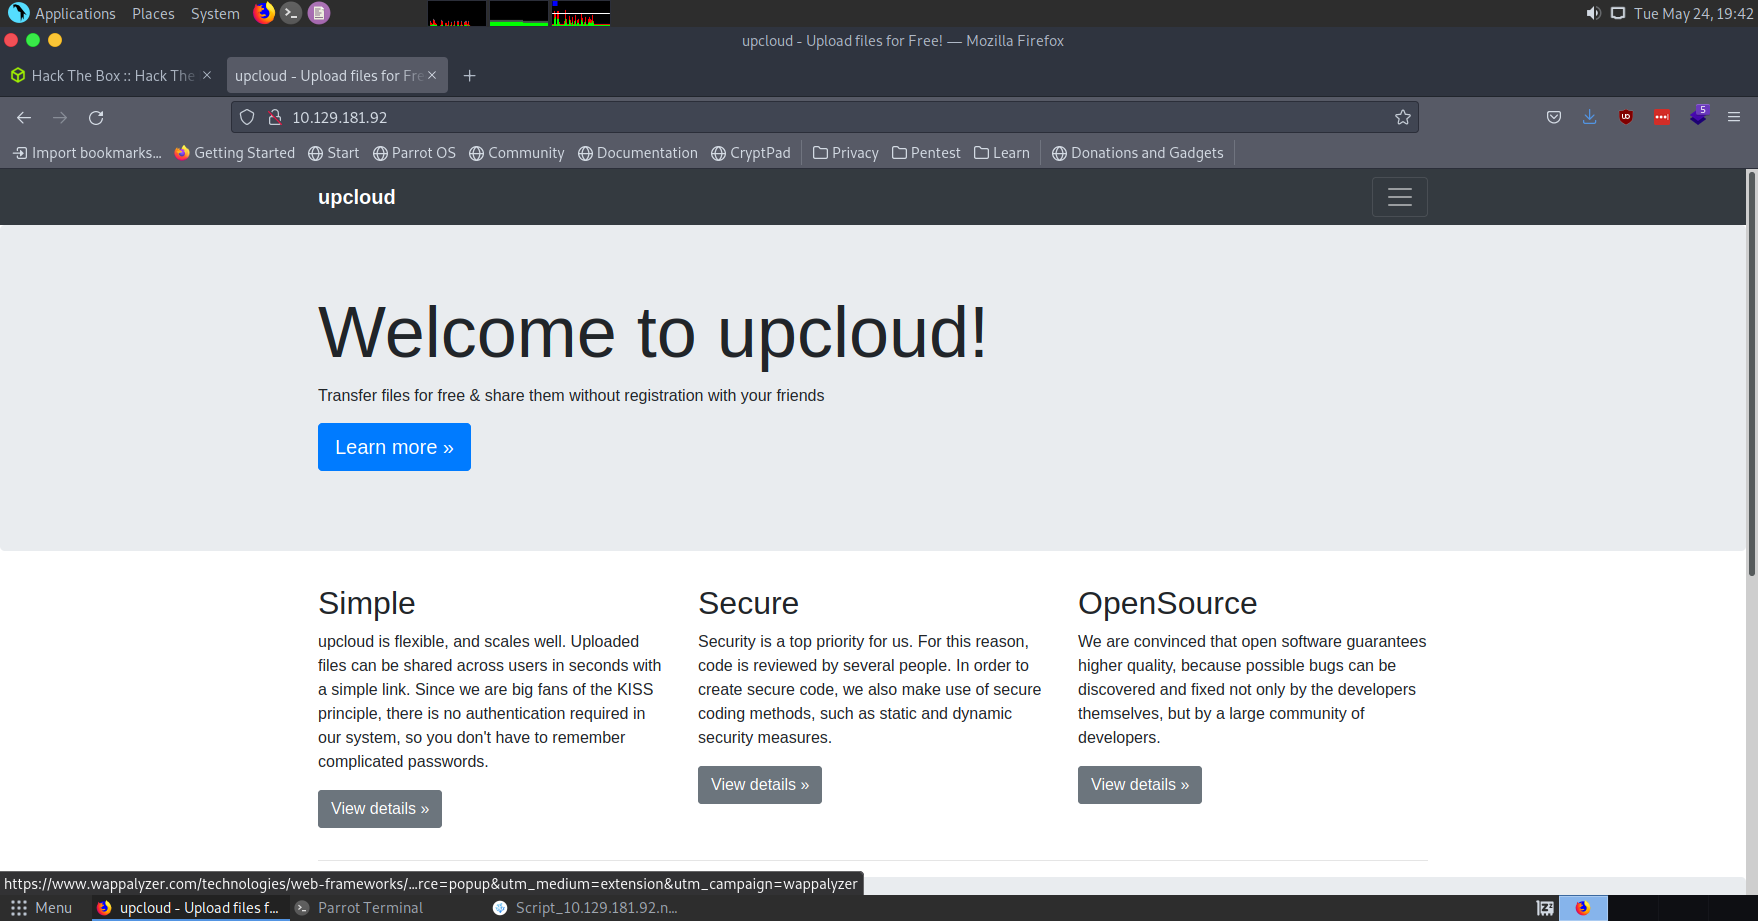 Applications Places System Tue May 24, 19:42
upcloud - Upload files for Free! — Mozilla Firefox
Hack The Box :: Hack The × upcloud - Upload files for Fre × +
10.129.181.92 UD 5
Import bookmarks... Getting Started Start Parrot OS Community Documentation CryptPad Privacy Pentest Learn Donations and Gadgets
upcloud
Welcome to upcloud!
Transfer files for free & share them without registration with your friends
Learn more »
Simple
upcloud is flexible, and scales well. Uploaded
files can be shared across users in seconds with
a simple link. Since we are big fans of the KISS
principle, there is no authentication required in
our system, so you don't have to remember
complicated passwords.
View details »
Secure
Security is a top priority for us. For this reason,
code is reviewed by several people. In order to
create secure code, we also make use of secure
coding methods, such as static and dynamic
security measures.
View details »
OpenSource
We are convinced that open software guarantees
higher quality, because possible bugs can be
discovered and fixed not only by the developers
themselves, but by a large community of
developers.
View details »
https://www.wappalyzer.com/technologies/web-frameworks/...rce=popup&utm_medium=extension&utm_campaign=wappalyzer
Menu upcloud - Upload files f... Parrot Terminal Script_10.129.181.92.n...